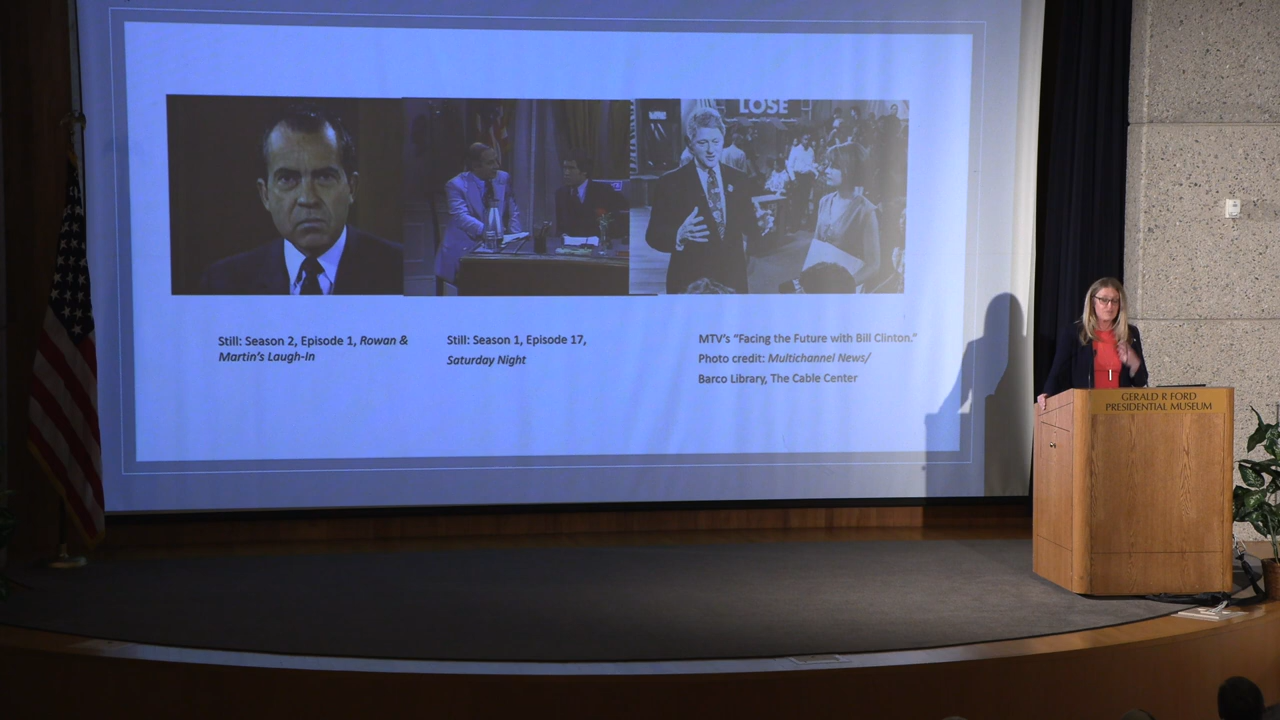 LOSE
Still: Season 2, Episode 1, Rowan &
Martin's Laugh-In
Still: Season 1, Episode 17,
Saturday Night
MTV's "Facing the Future with Bill Clinton."
Photo credit: Multichannel News/
Barco Library, The Cable Center
GERALD R FORD
PRESIDENTIAL MUSEUM